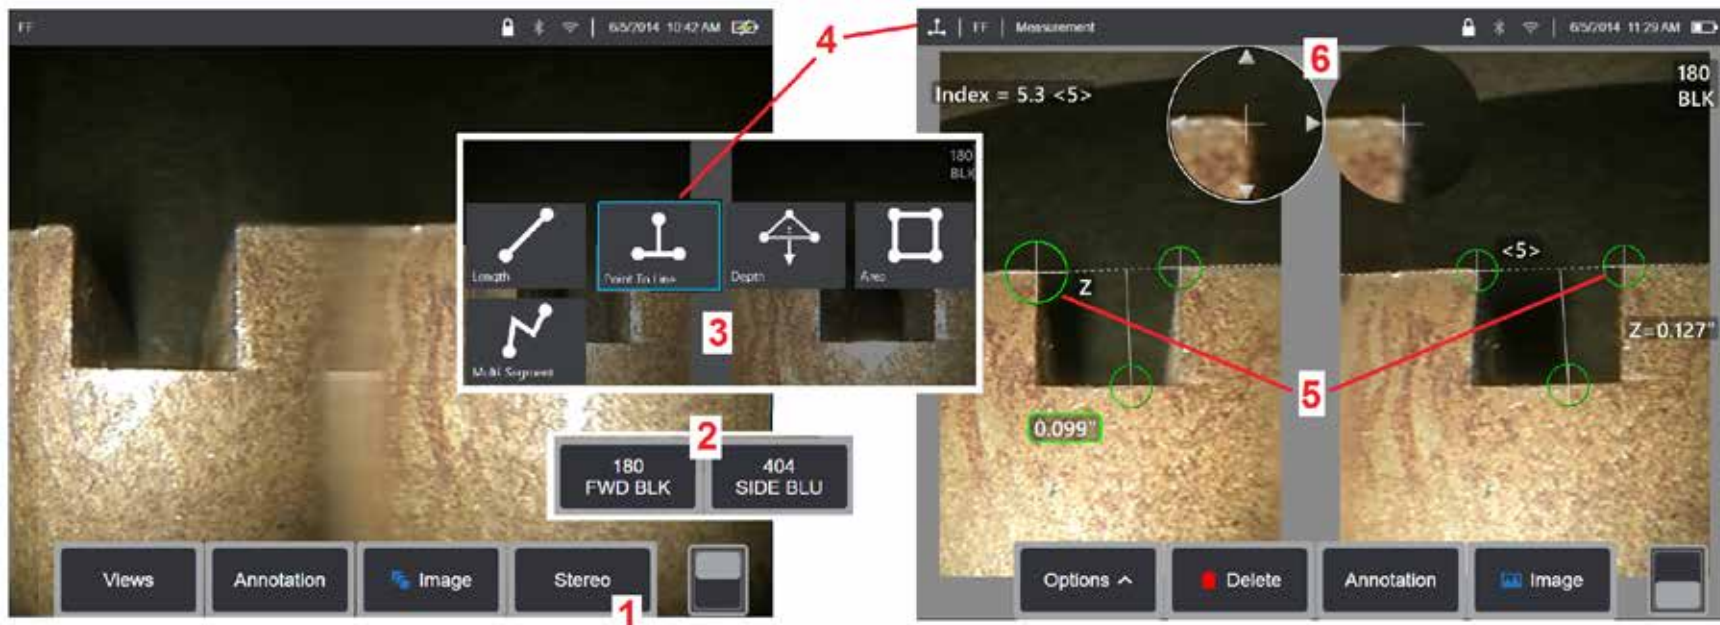 FF
6/5/2014 10:42 AM
4
FF
Measurement
6/5/2014 11:29 AM
6
Index = 5.3 <5>
180
BLK
180
BLK
Length
Point To Line
Depth
Area
3
Multi Segment
Z
<5>
Z=0.127"
5
0.099"
2
180
FWD BLK
404
SIDE BLU
Views
Annotation
Image
Stereo
1
Options
Delete
Annotation
Image